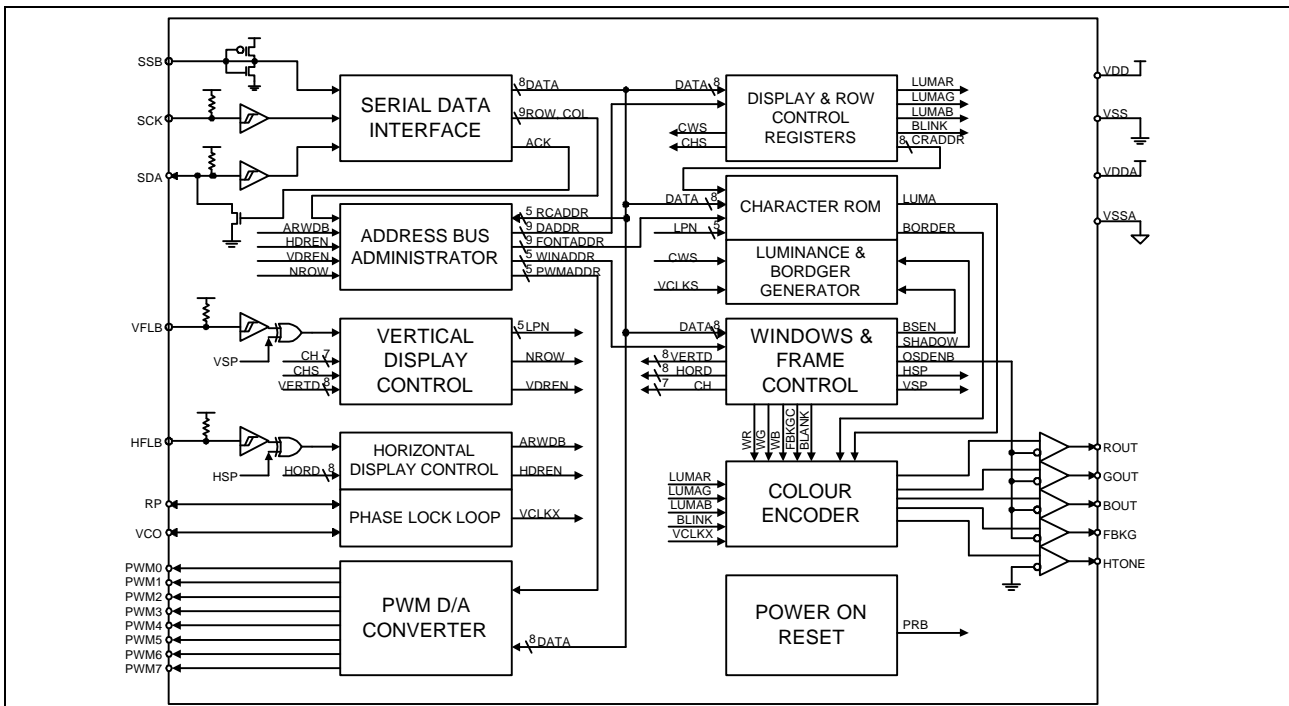 SSB
SCK
SDA
SERIAL DATA
INTERFACE
8 DATA
9 ROW, COL
ACK
DATA 8
DISPLAY & ROW
CONTROL
REGISTERS
CWS
CHS
LUMAR
LUMAG
LUMAB
BLINK
8 CRADDR
VDD
VSS
VDDA
VSSA
ARWDB
HDREN
VDREN
NROW
ADDRESS BUS
ADMINISTRATOR
5 RCADDR
9 DADDR
9 FONTADDR
5 WINADDR
5 PWMADDR
DATA 8
LPN 5
CWS
VCLKS
CHARACTER ROM
LUMINANCE &
BORDGER
GENERATOR
LUMA
BORDER
VFLB
VSP
CH 7
CHS
VERTD 8
VERTICAL
DISPLAY
CONTROL
5 LPN
NROW
VDREN
DATA 8
8 VERTD
8 HORD
7 CH
WINDOWS &
FRAME
CONTROL
BSEN
SHADOW
OSDENB
HSP
VSP
WR
WG
WB
FBKGC
BLANK
HFLB
HSP
HORD 8
HORIZONTAL
DISPLAY CONTROL
ARWDB
HDREN
RP
VCO
PHASE LOCK LOOP
VCLKX
LUMAR
LUMAG
LUMAB
BLINK
VCLKX
COLOUR
ENCODER
ROUT
GOUT
BOUT
FBKG
HTONE
PWM0
PWM1
PWM2
PWM3
PWM4
PWM5
PWM6
PWM7
PWM D/A
CONVERTER
8 DATA
POWER ON
RESET
PRB